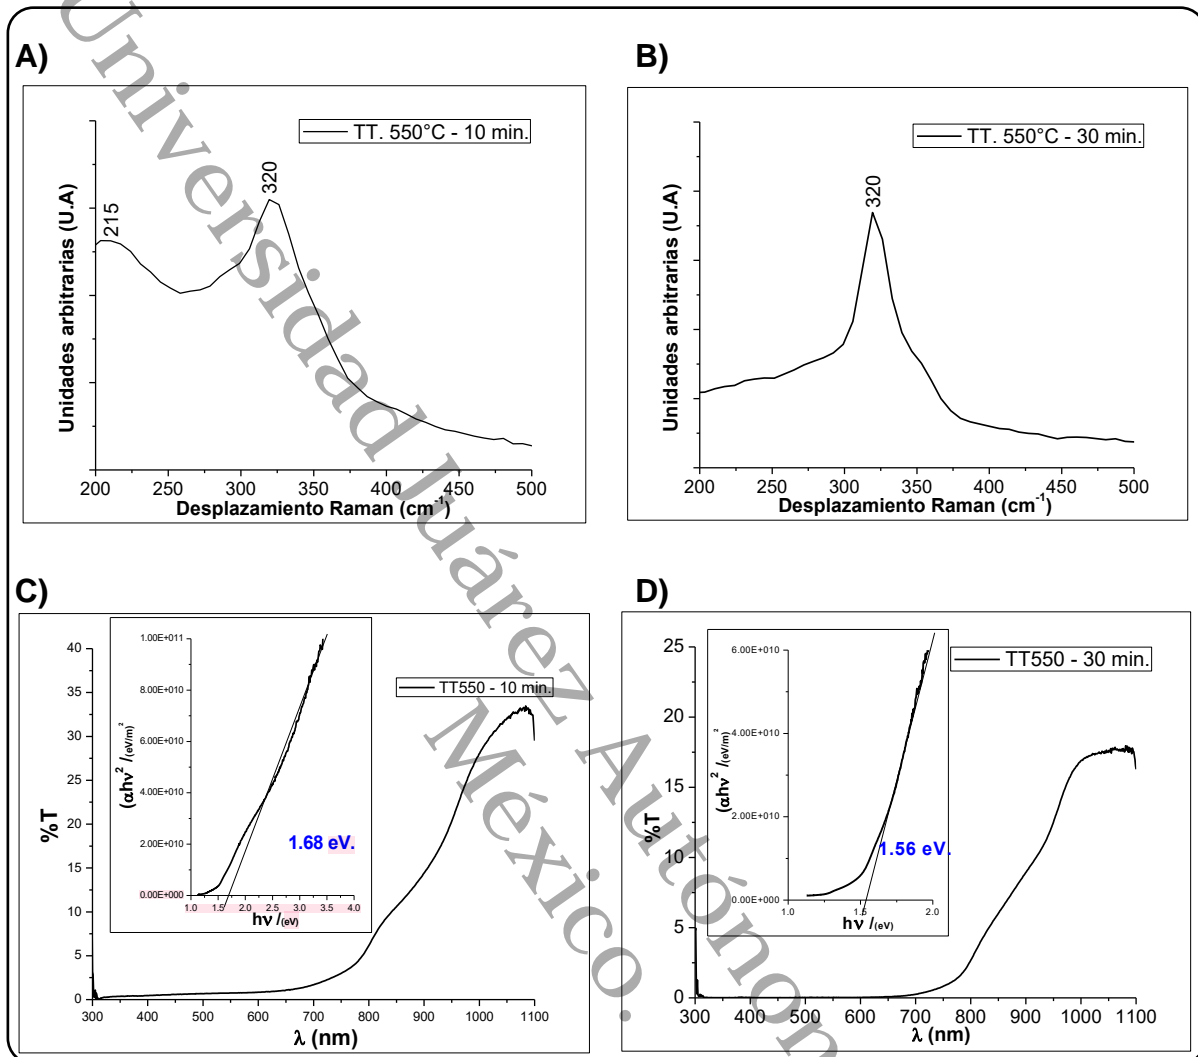 A)
TT. 550°C - 10 min.
215
320
Unidades arbitrarias (U.A)
200 250 300 350 400 450 500
Desplazamiento Raman (cm⁻¹)
B)
TT. 550°C - 30 min.
320
Unidades arbitrarias (U.A)
200 250 300 350 400 450 500
Desplazamiento Raman (cm⁻¹)
C)
TT550 - 10 min.
%T
40
35
30
25
20
15
10
5
0
300 400 500 600 700 800 900 1000 1100
λ (nm)
(αhν² /(eV/m)²
1.00E+011
8.00E+010
6.00E+010
4.00E+010
2.00E+010
0.00E+000
1.0 1.5 2.0 2.5 3.0 3.5 4.0
hν /(eV)
1.68 eV.
D)
TT550 - 30 min.
%T
25
20
15
10
5
0
300 400 500 600 700 800 900 1000 1100
λ (nm)
(αhν² /(eV/m)²
6.00E+010
4.00E+010
2.00E+010
0.00E+000
1.0 1.5 2.0
hν /(eV)
1.56 eV.
Universidad Juárez Autónon
México.